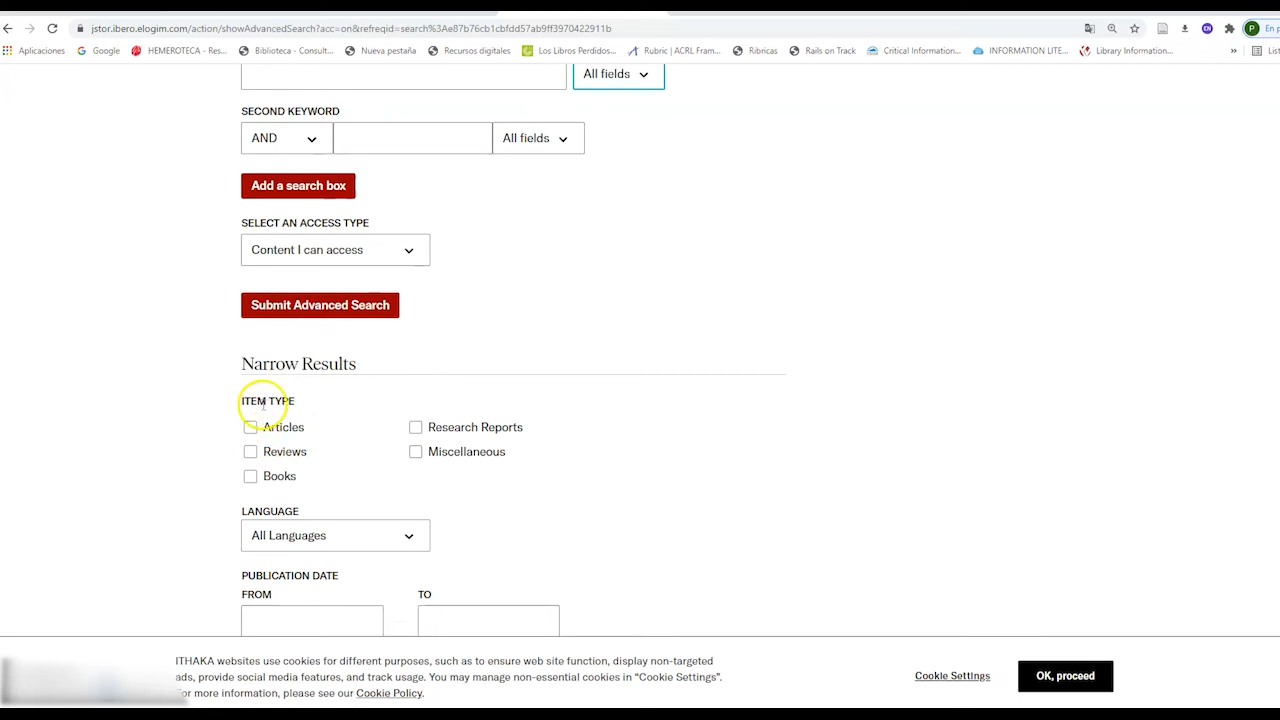 jstor.ibero.elogim.com/action/showAdvancedSearch?acc=on&refreqid=search%3Ae87b76cb1cbfdd57ab9ff3970422911b
En p
Aplicaciones Google HEMEROTECA - Res... Biblioteca - Consult... Nueva pestaña Recursos digitales Los Libros Perdidos... Rubric | ACRL Fram... Ribricas Rails on Track Critical Information... INFORMATION LITE... Library Information... » List
All fields
SECOND KEYWORD
AND All fields
Add a search box
SELECT AN ACCESS TYPE
Content I can access
Submit Advanced Search
Narrow Results
ITEM TYPE
Articles Research Reports
Reviews Miscellaneous
Books
LANGUAGE
All Languages
PUBLICATION DATE
FROM TO
ITHAKA websites use cookies for different purposes, such as to ensure web site function, display non-targeted
ads, provide social media features, and track usage. You may manage non-essential cookies in "Cookie Settings".
For more information, please see our Cookie Policy.
Cookie Settings OK, proceed